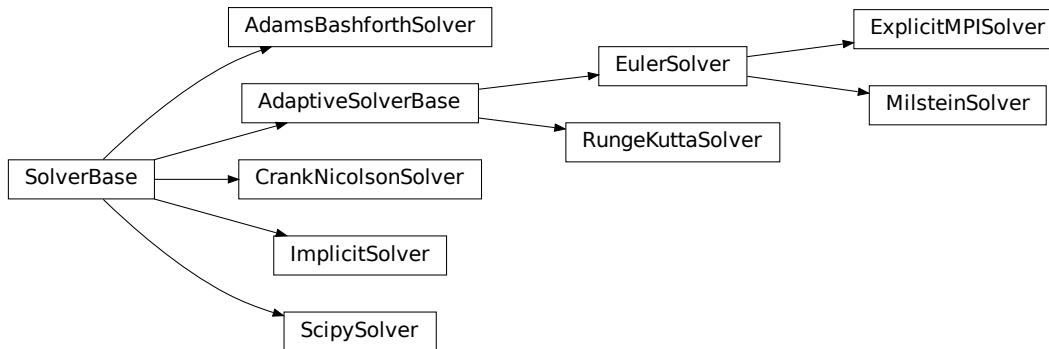 AdamsBashforthSolver
ExplicitMPISolver
EulerSolver
AdaptiveSolverBase
MilsteinSolver
RungeKuttaSolver
SolverBase
CrankNicolsonSolver
ImplicitSolver
ScipySolver